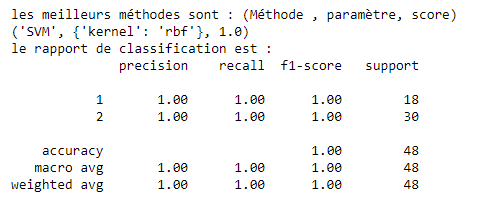 les meilleurs méthodes sont : (Méthode , paramètre, score)
('SVM', {'kernel': 'rbf'}, 1.0)
le rapport de classification est :
precision recall f1-score support
1 1.00 1.00 1.00 18
2 1.00 1.00 1.00 30
accuracy 1.00 48
macro avg 1.00 1.00 1.00 48
weighted avg 1.00 1.00 1.00 48